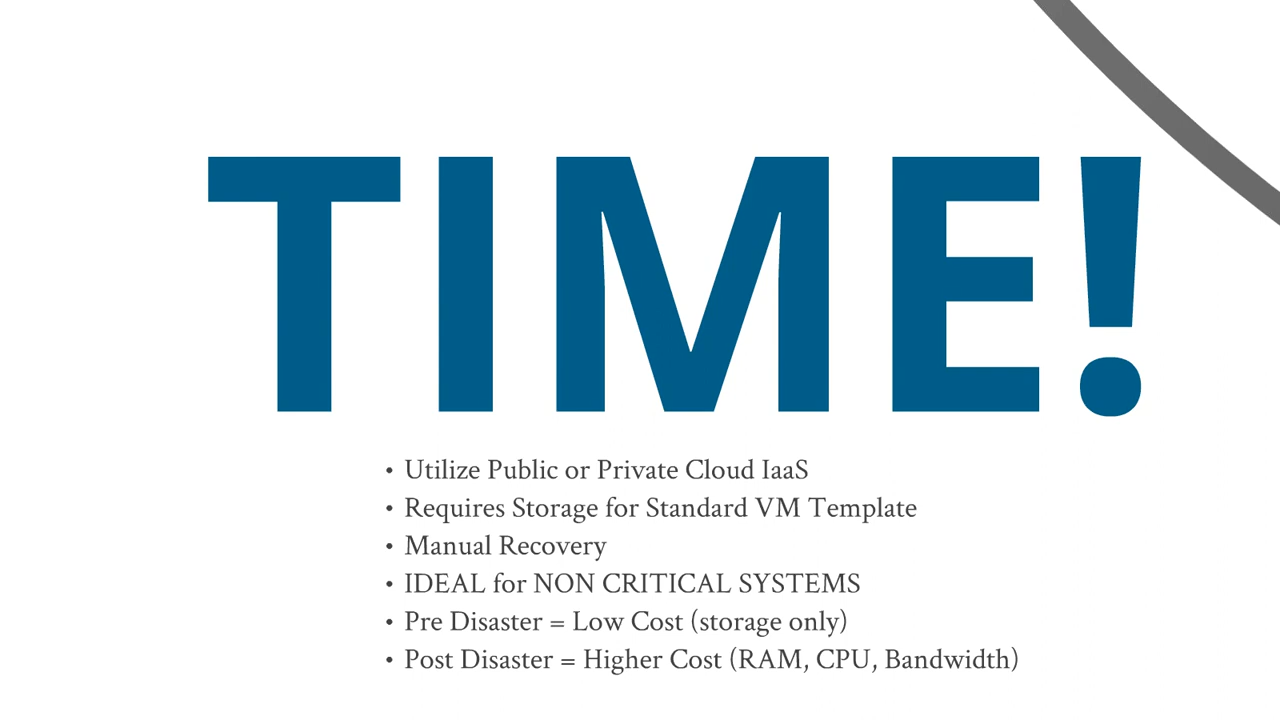 TIME!
• Utilize Public or Private Cloud IaaS
• Requires Storage for Standard VM Template
• Manual Recovery
• IDEAL for NON CRITICAL SYSTEMS
• Pre Disaster = Low Cost (storage only)
• Post Disaster = Higher Cost (RAM, CPU, Bandwidth)